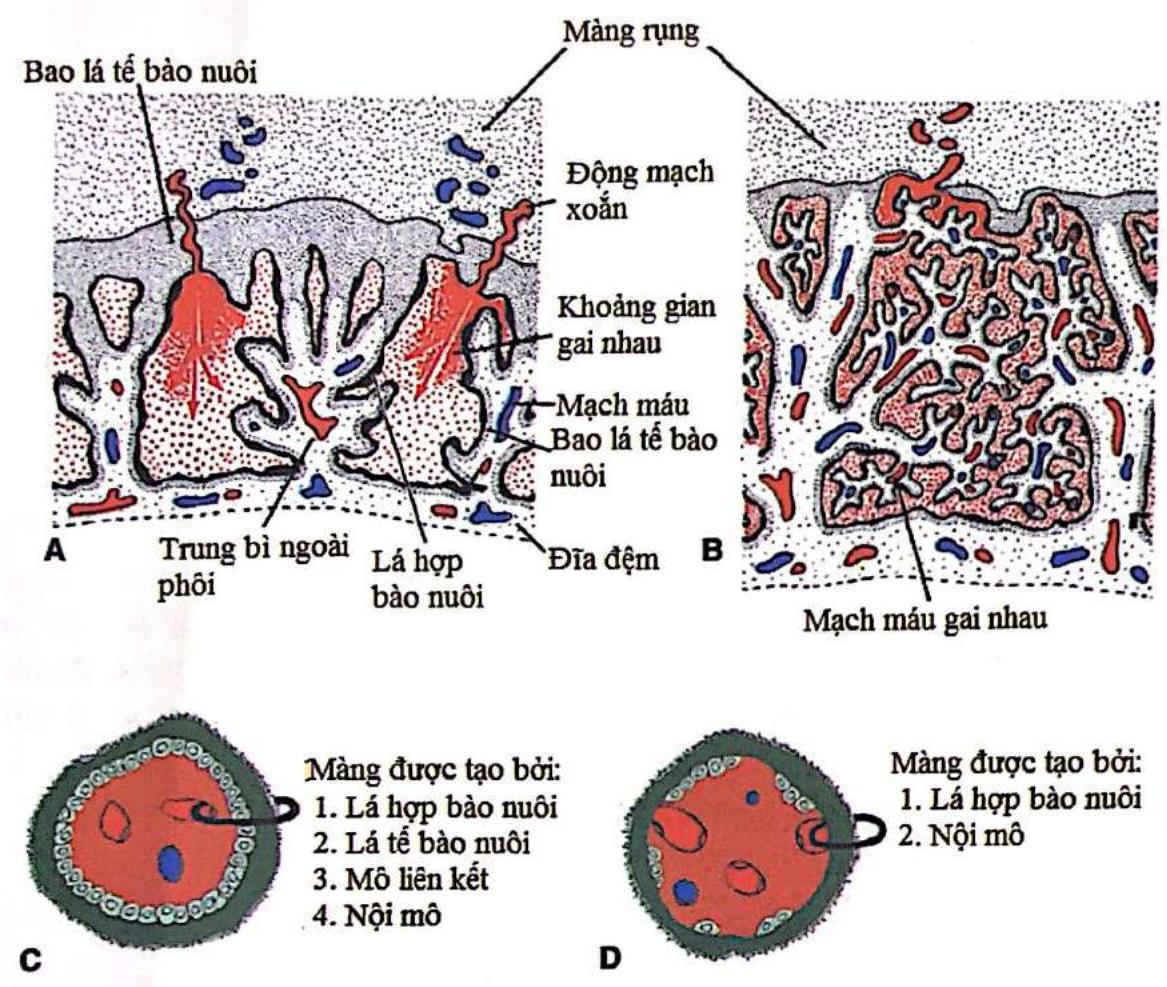 Màng rụng
Bao lá tế bào nuôi
Động mạch
xoắn
Khoảng gian
gai nhau
Mạch máu
Bao lá tế bào
nuôi
A
Trung bì ngoài
phôi
Lá hợp
bào nuôi
Đĩa đệm
B
Mạch máu gai nhau
Màng được tạo bởi:
1. Lá hợp bào nuôi
2. Lá tế bào nuôi
3. Mô liên kết
4. Nội mô
C
Màng được tạo bởi:
1. Lá hợp bào nuôi
2. Nội mô
D